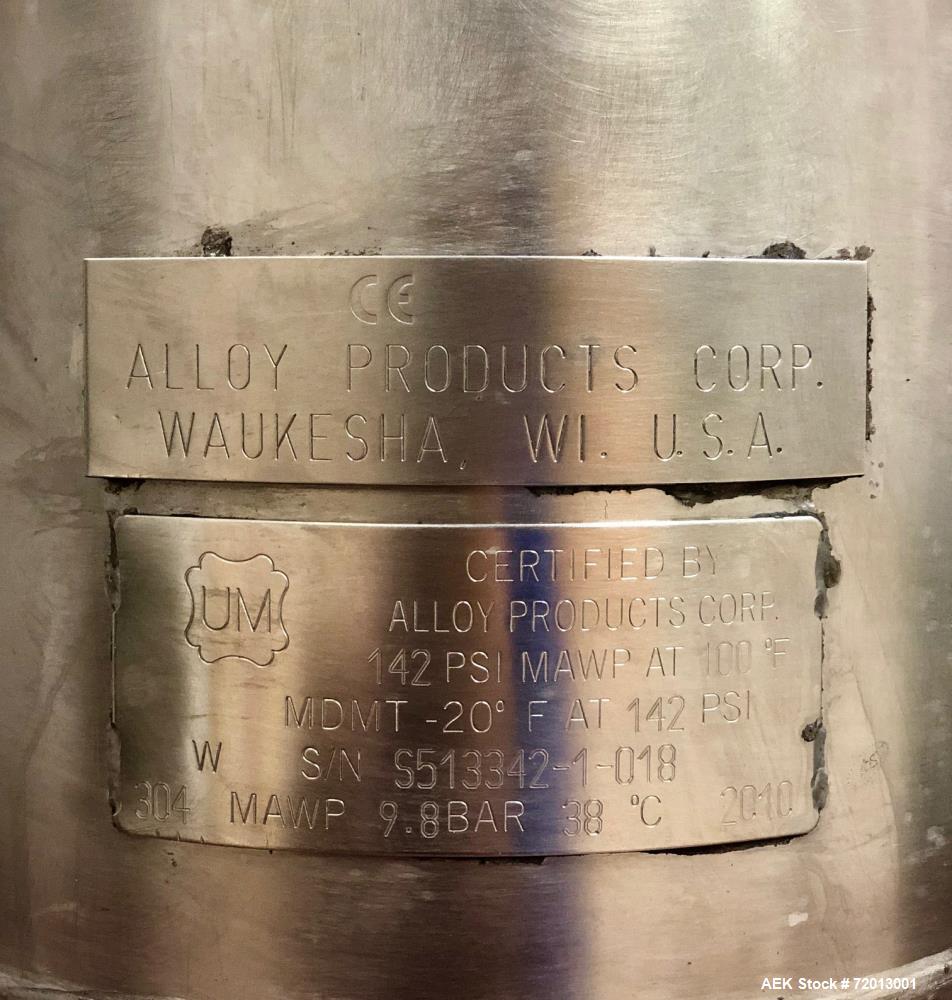 CE
ALLOY PRODUCTS CORP.
WAUKESHA, WI. U.S.A.
UM
CERTIFIED BY
ALLOY PRODUCTS CORP.
142 PSI MAWP AT 100 °F
MDMT -20° F AT 142 PSI
W S/N S513342-1-018
304 MAWP 9.8BAR 38 °C 2010
AEK Stock # 72013001